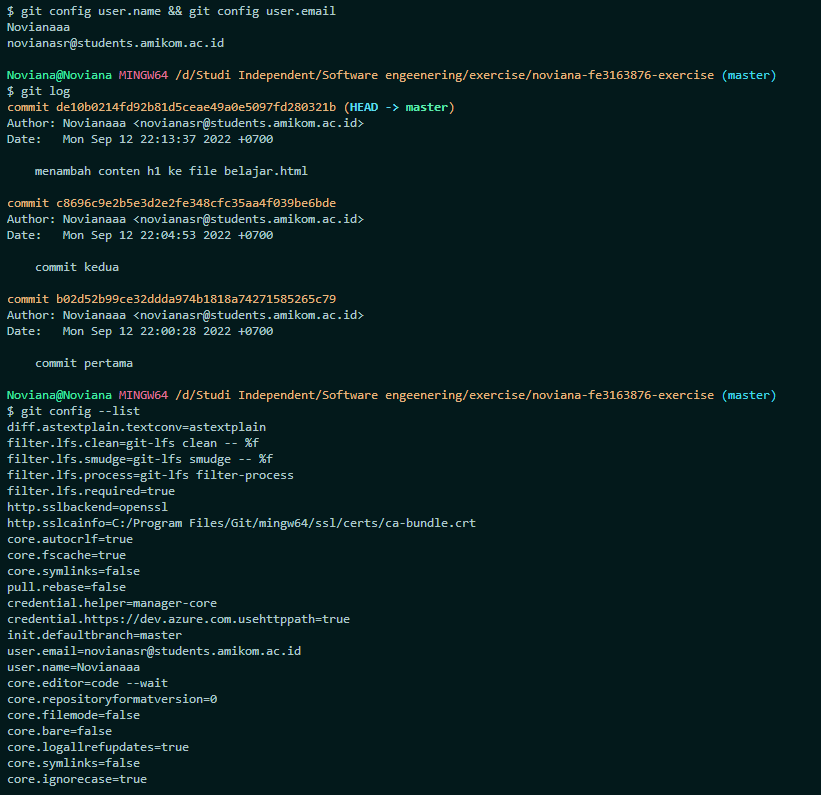 $ git config user.name && git config user.email
Novianaaa
novianasr@students.amikom.ac.id
Noviana@Noviana MINGW64 /d/Studi Independent/Software engeenering/exercise/noviana-fe3163876-exercise (master)
$ git log
commit de10b0214fd92b81d5ceae49a0e5097fd280321b (HEAD -> master)
Author: Novianaaa <novianasr@students.amikom.ac.id>
Date:   Mon Sep 12 22:13:37 2022 +0700
    menambah conten h1 ke file belajar.html
commit c8696c9e2b5e3d2e2fe348cfc35aa4f039be6bde
Author: Novianaaa <novianasr@students.amikom.ac.id>
Date:   Mon Sep 12 22:04:53 2022 +0700
    commit kedua
commit b02d52b99ce32ddda974b1818a74271585265c79
Author: Novianaaa <novianasr@students.amikom.ac.id>
Date:   Mon Sep 12 22:00:28 2022 +0700
    commit pertama
Noviana@Noviana MINGW64 /d/Studi Independent/Software engeenering/exercise/noviana-fe3163876-exercise (master)
$ git config --list
diff.astextplain.textconv=astextplain
filter.lfs.clean=git-lfs clean -- %f
filter.lfs.smudge=git-lfs smudge -- %f
filter.lfs.process=git-lfs filter-process
filter.lfs.required=true
http.sslbackend=openssl
http.sslcainfo=C:/Program Files/Git/mingw64/ssl/certs/ca-bundle.crt
core.autocrlf=true
core.fscache=true
core.symlinks=false
pull.rebase=false
credential.helper=manager-core
credential.https://dev.azure.com.usehttppath=true
init.defaultbranch=master
user.email=novianasr@students.amikom.ac.id
user.name=Novianaaa
core.editor=code --wait
core.repositoryformatversion=0
core.filemode=false
core.bare=false
core.logallrefupdates=true
core.symlinks=false
core.ignorecase=true